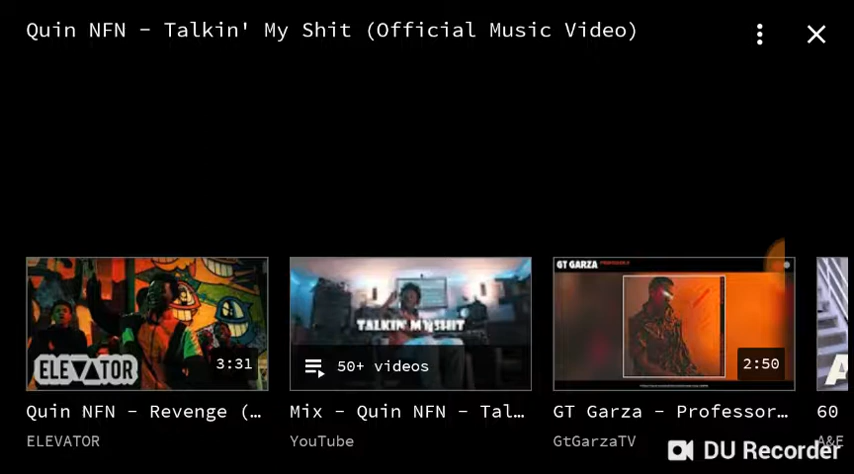 Quin NFN - Talkin' My Shit (Official Music Video)
GT GARZA
ELEVATOR
3:31
TALKIN' MY SHIT
50+ videos
2:50
Quin NFN - Revenge (…
Mix - Quin NFN - Tal…
GT Garza - Professor…
60
ELEVATOR
YouTube
GtGarzaTV
A&E
DU Recorder